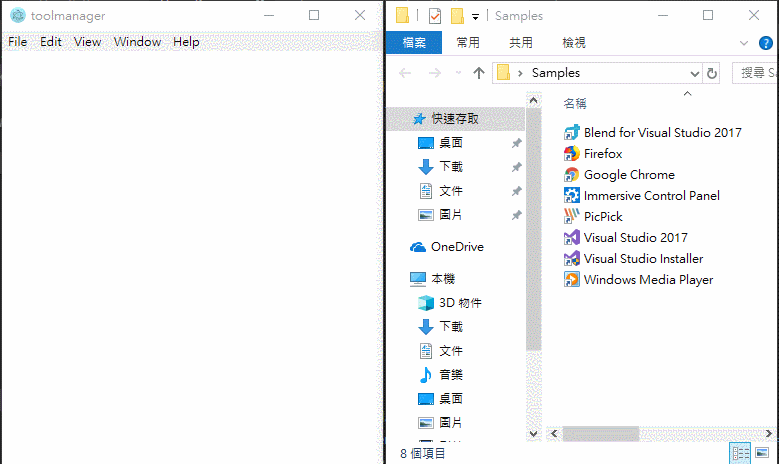 toolmanager
File Edit View Window Help
Samples
檔案 常用 共用 檢視
Samples
搜尋 Sa
快速存取
桌面
下載
文件
圖片
OneDrive
本機
3D 物件
下載
文件
音樂
桌面
圖片
名稱
Blend for Visual Studio 2017
Firefox
Google Chrome
Immersive Control Panel
PicPick
Visual Studio 2017
Visual Studio Installer
Windows Media Player
8 個項目